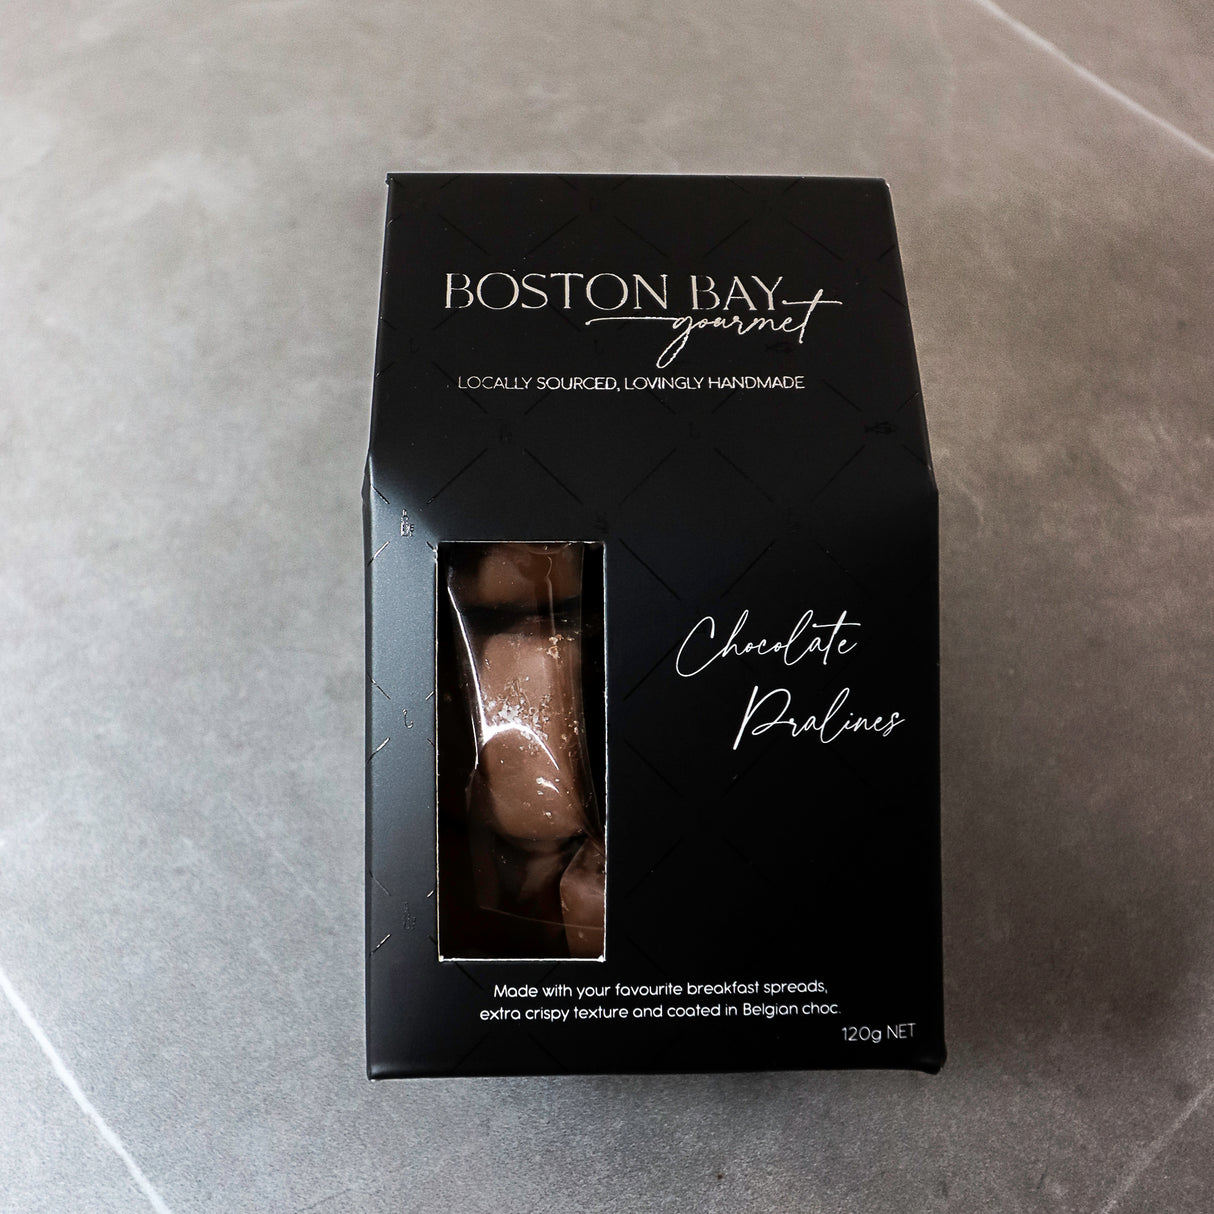 BOSTON BAY
gourmet
LOCALLY SOURCED, LOVINGLY HANDMADE
Chocolate
Pralines
Made with your favourite breakfast spreads,
extra crispy texture and coated in Belgian choc.
120g NET